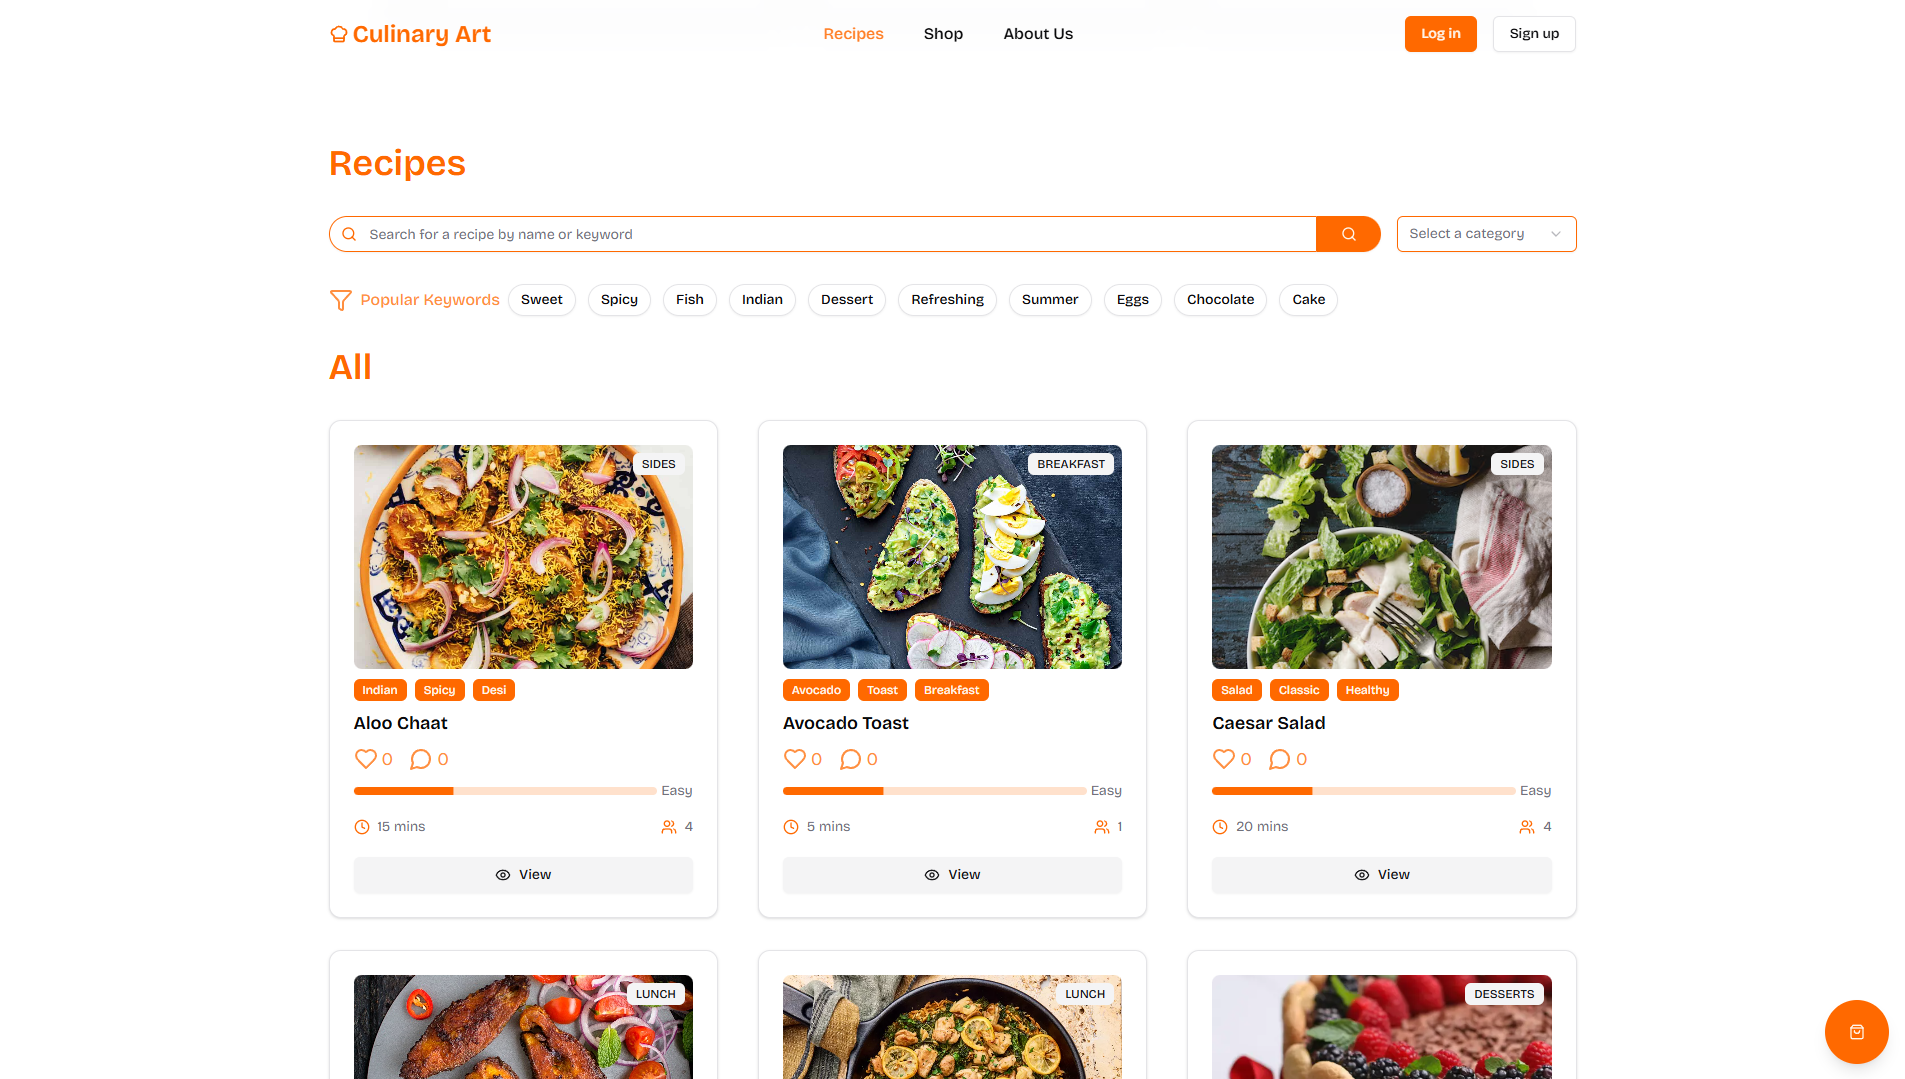 Culinary Art
Recipes
Shop
About Us
Log in
Sign up
Recipes
Search for a recipe by name or keyword
Select a category
Popular Keywords
Sweet
Spicy
Fish
Indian
Dessert
Refreshing
Summer
Eggs
Chocolate
Cake
All
SIDES
Indian
Spicy
Desi
Aloo Chaat
0
0
Easy
15 mins
4
View
BREAKFAST
Avocado
Toast
Breakfast
Avocado Toast
0
0
Easy
5 mins
1
View
SIDES
Salad
Classic
Healthy
Caesar Salad
0
0
Easy
20 mins
4
View
LUNCH
LUNCH
DESSERTS